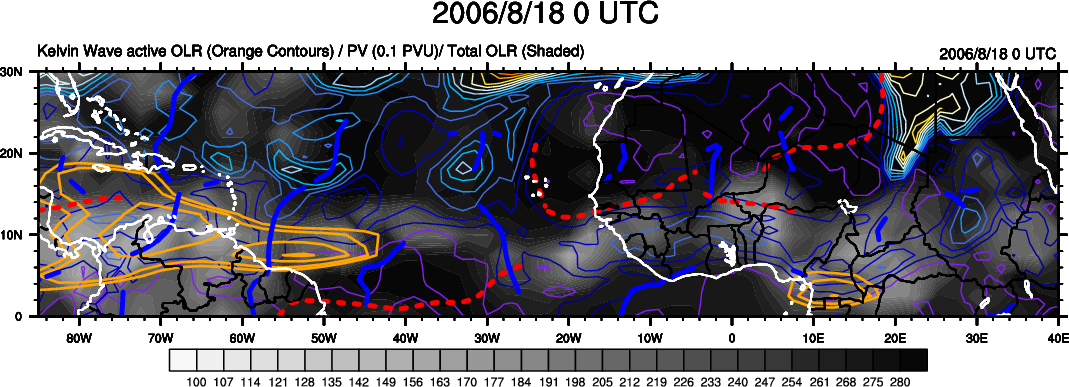 2006/8/18 0 UTC
Kelvin Wave active OLR (Orange Contours) / PV (0.1 PVU)/ Total OLR (Shaded) 2006/8/18 0 UTC
30N
20N
10N
0
80W 70W 60W 50W 40W 30W 20W 10W 0 10E 20E 30E 40E
100 107 114 121 128 135 142 149 156 163 170 177 184 191 198 205 212 219 226 233 240 247 254 261 268 275 280